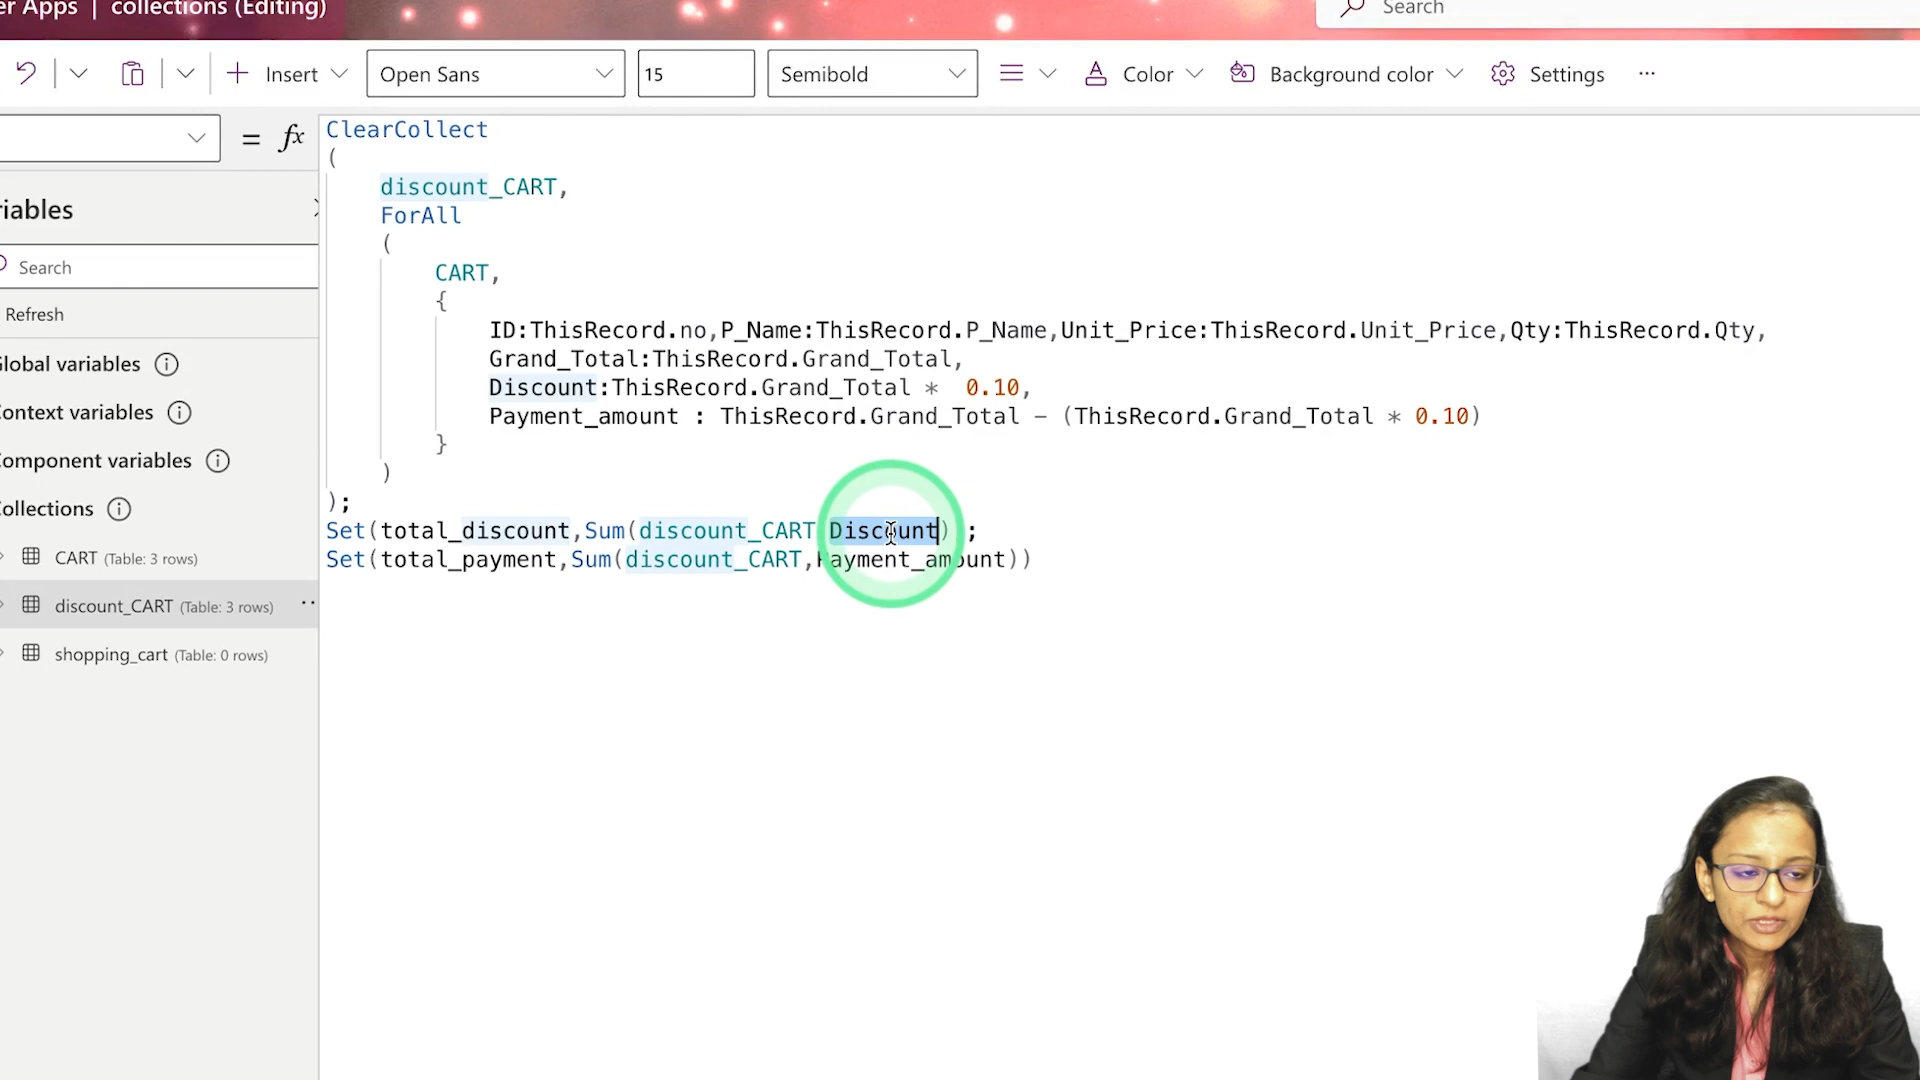 er Apps | collections (Editing)
Search
Insert
Open Sans
15
Semibold
Color
Background color
Settings
...
= fx
riables
Search
Refresh
lobal variables
ontext variables
omponent variables
ollections
CART (Table: 3 rows)
discount_CART (Table: 3 rows)
shopping_cart (Table: 0 rows)
ClearCollect
(
discount_CART,
ForAll
(
CART,
{
ID:ThisRecord.no,P_Name:ThisRecord.P_Name,Unit_Price:ThisRecord.Unit_Price,Qty:ThisRecord.Qty,
Grand_Total:ThisRecord.Grand_Total,
Discount:ThisRecord.Grand_Total * 0.10,
Payment_amount : ThisRecord.Grand_Total - (ThisRecord.Grand_Total * 0.10)
}
)
);
Set(total_discount,Sum(discount_CART Discount) ;
Set(total_payment,Sum(discount_CART,Payment_amount))